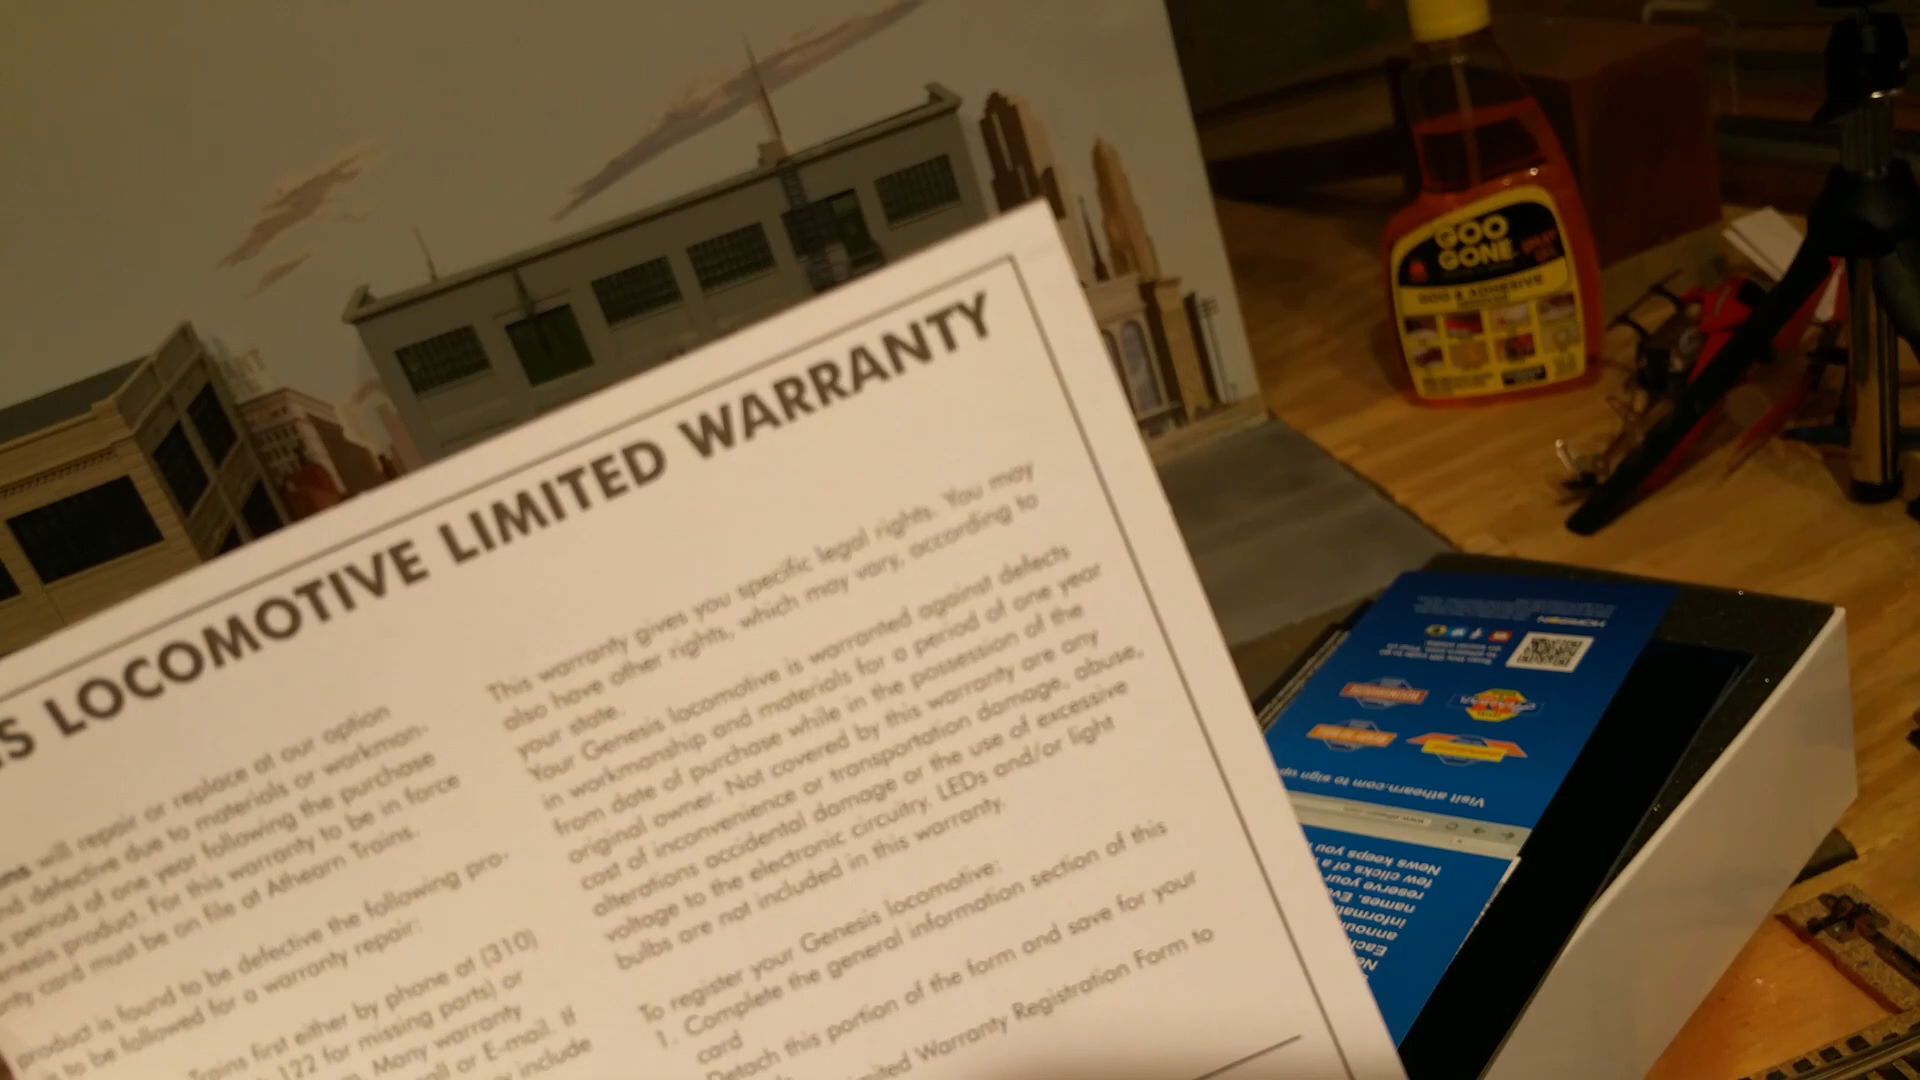 S LOCOMOTIVE LIMITED WARRANTY
will repair or replace at our option
defective due to materials or workman-
period of one year following the purchase
product. For this warranty to be in force
card must be on file at Athearn Trains.
product is found to be defective the following pro-
is to be followed for a warranty repair:
Trains first either by phone at (310)
122 for missing parts) or
Many warranty
or E-mail. If
include
This warranty gives you specific legal rights. You may
also have other rights, which may vary, according to
your state.
Your Genesis locomotive is warranted against defects
in workmanship and materials for a period of one year
from date of purchase while in the possession of the
original owner. Not covered by this warranty are any
cost of inconvenience or transportation damage, abuse,
alterations accidental damage or the use of excessive
voltage to the electronic circuitry. LEDs and/or light
bulbs are not included in this warranty.
To register your Genesis locomotive:
1. Complete the general information section of this
card
Detach this portion of the form and save for your
Limited Warranty Registration Form to
GOO
GONE
GOO & ADHESIVE
HORIZON
Visit athearn.com to sign up
News keeps you
few clicks of a
reserve your
names.
informati
announ
Each